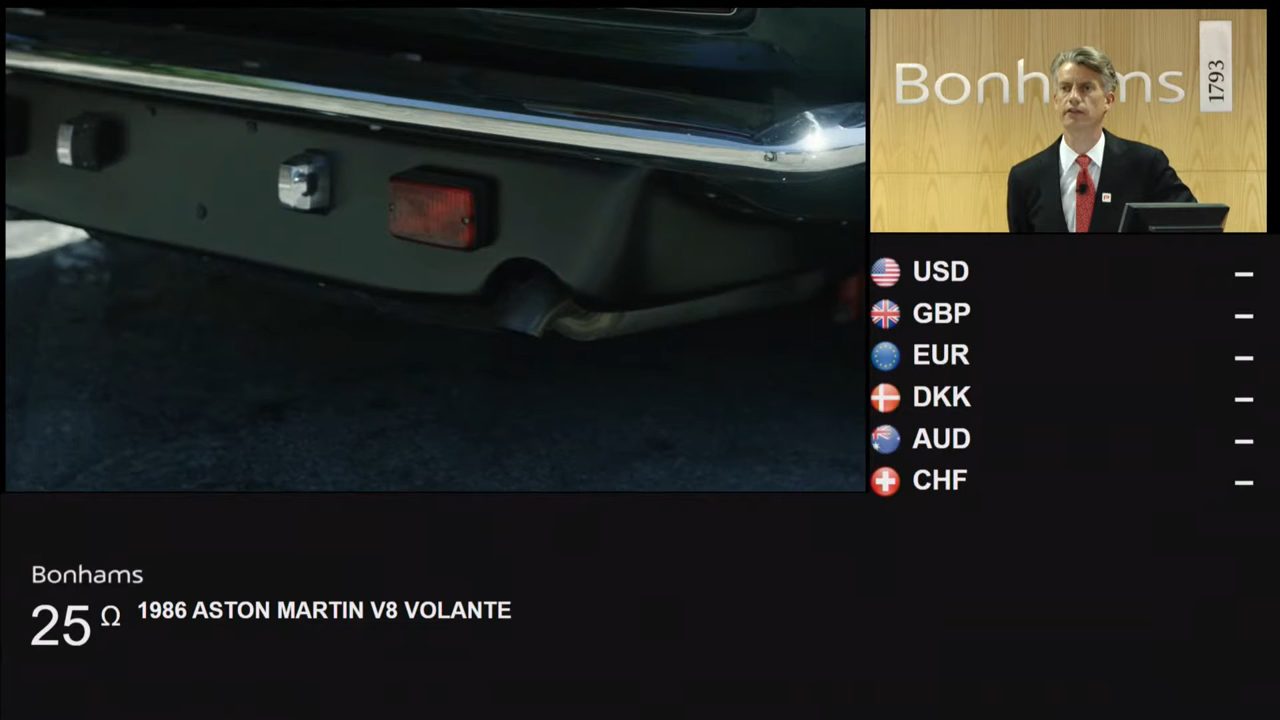 Bonhams
1793
USD –
GBP –
EUR –
DKK –
AUD –
CHF –
Bonhams
25 Ω 1986 ASTON MARTIN V8 VOLANTE